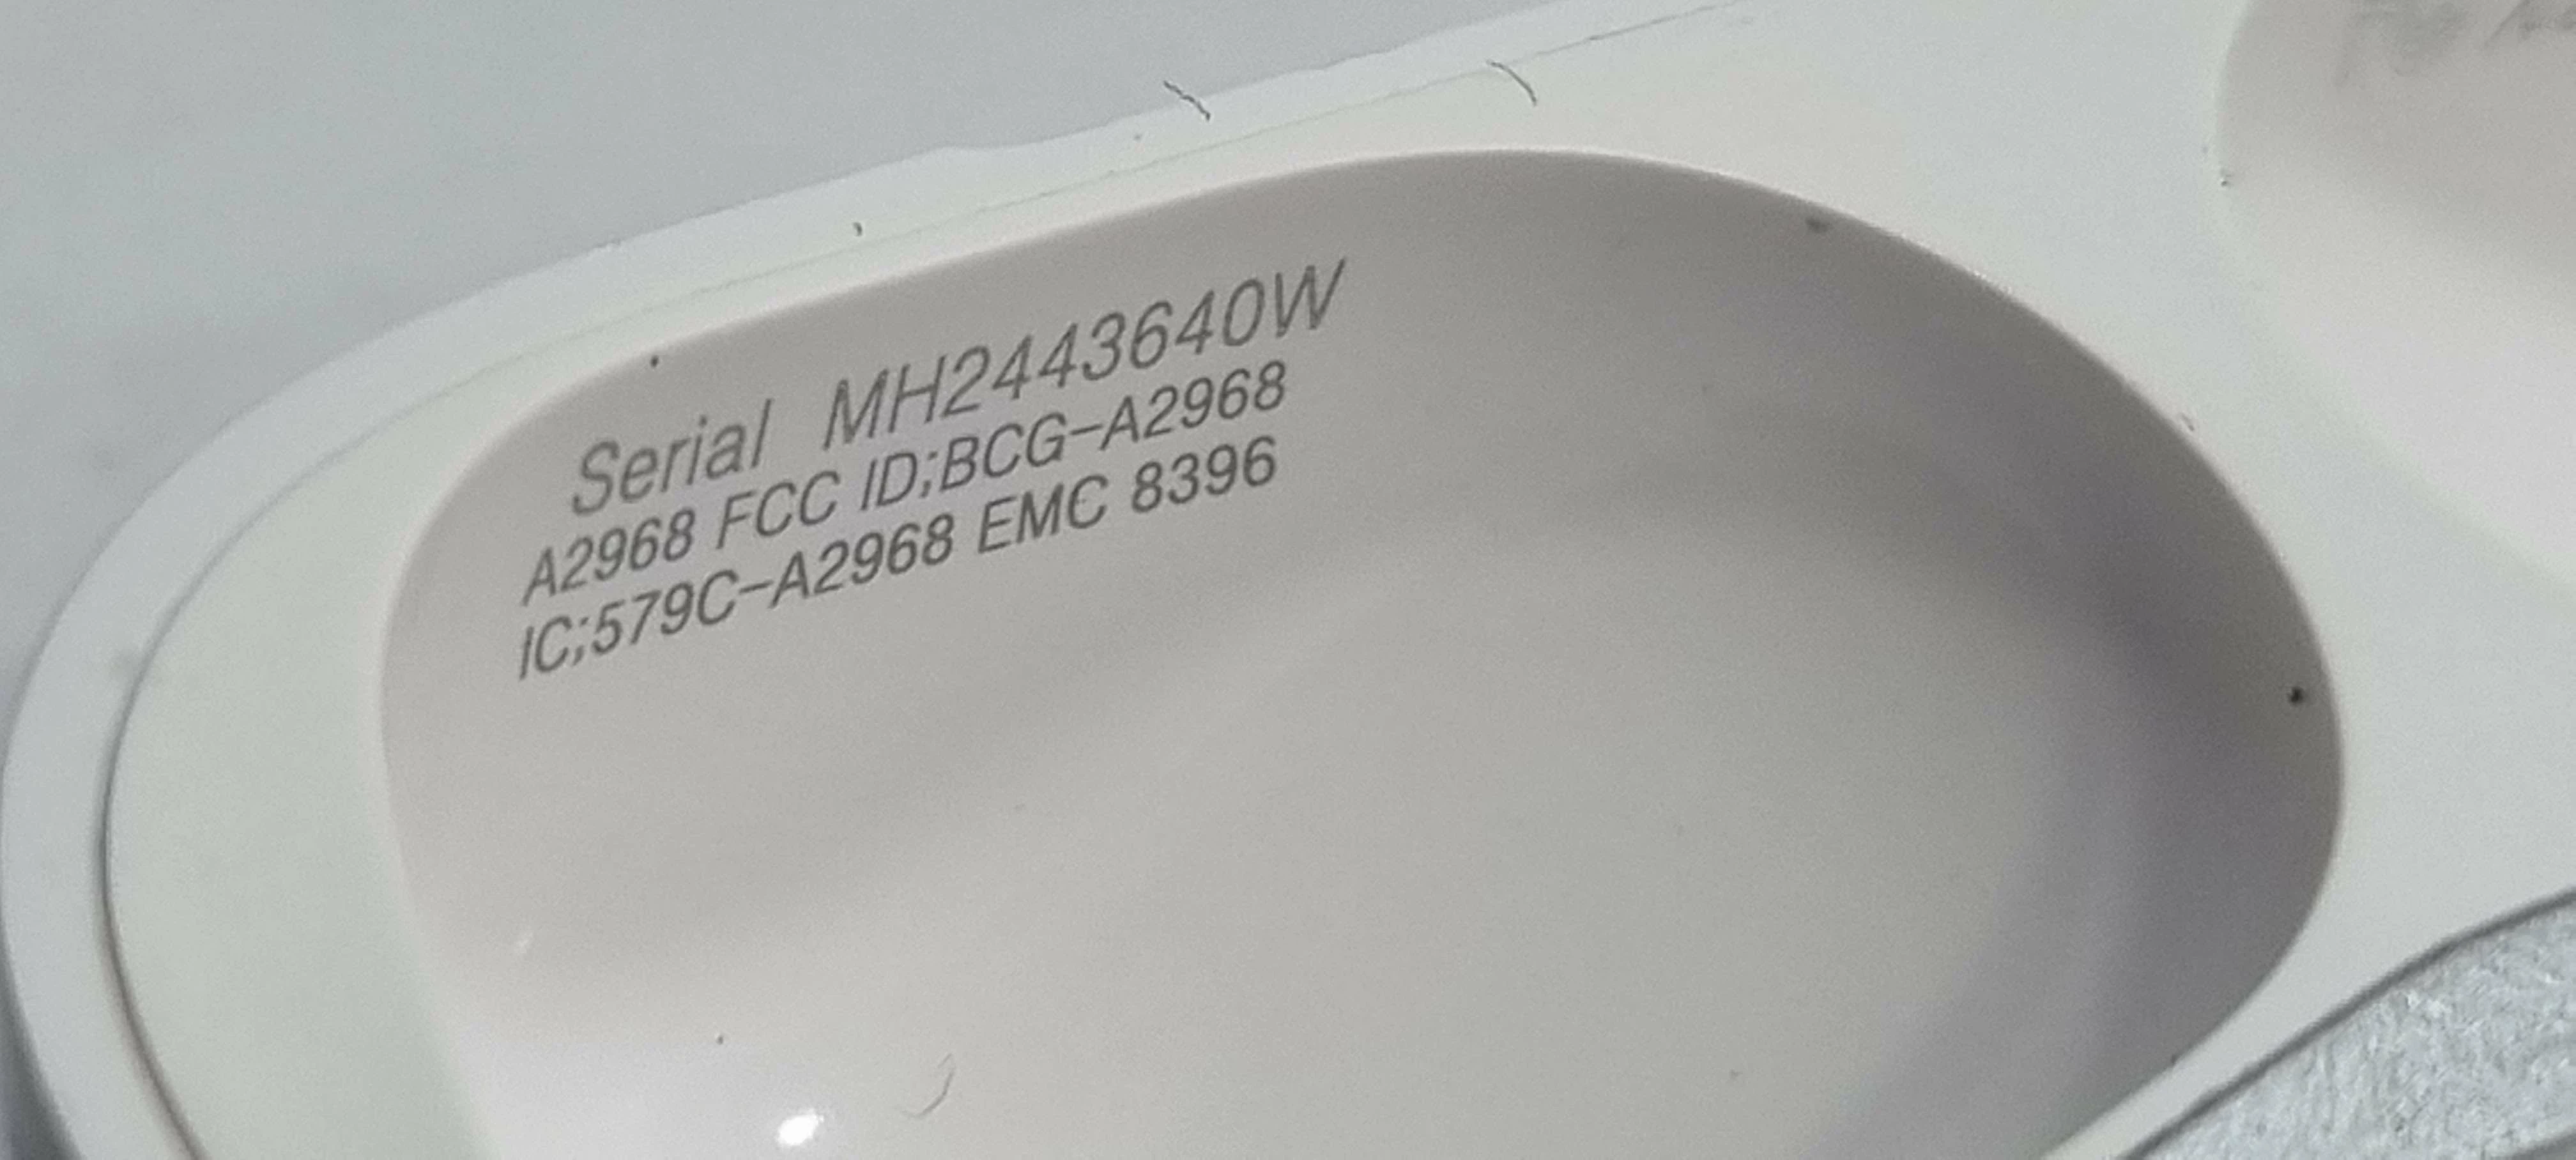 Serial MH2443640W
A2968 FCC ID;BCG-A2968
IC;579C-A2968 EMC 8396